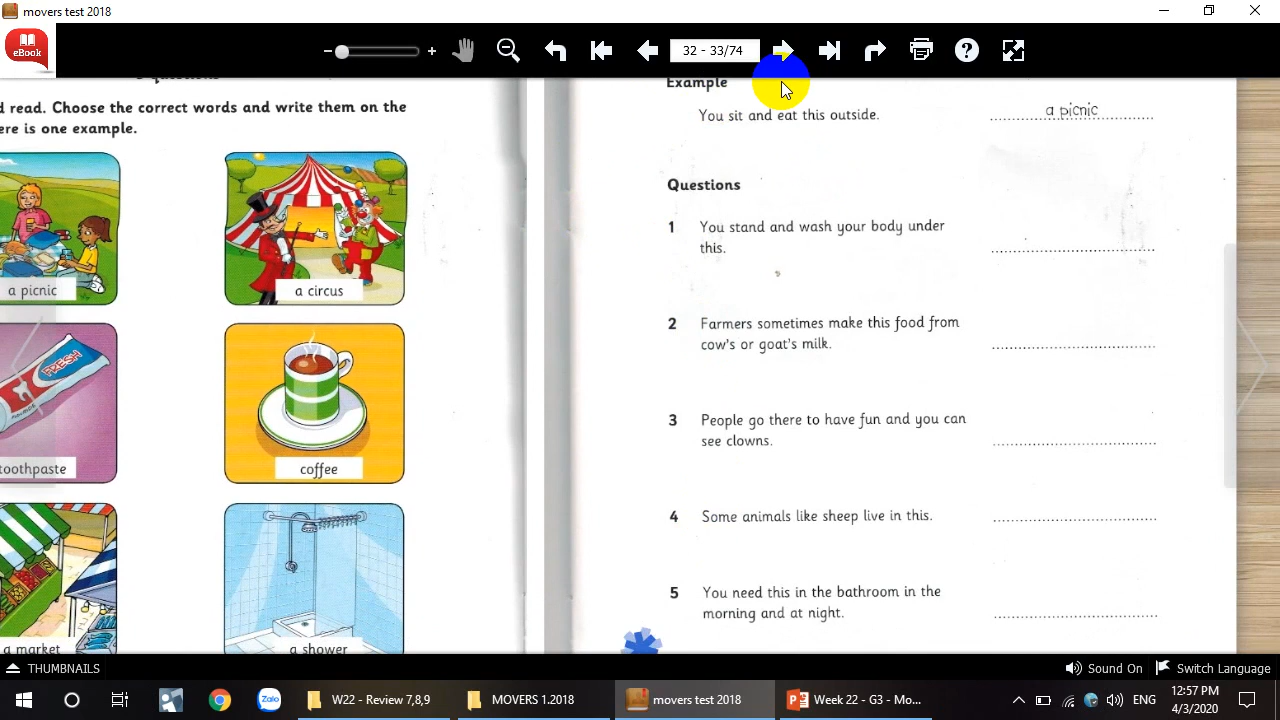 movers test 2018
eBook
32 - 33/74
d read. Choose the correct words and write them on the
ere is one example.
a picnic
a circus
FRESH
toothpaste
coffee
a market
a shower
Example
You sit and eat this outside.
a picnic
Questions
1 You stand and wash your body under
this.
2 Farmers sometimes make this food from
cow's or goat's milk.
3 People go there to have fun and you can
see clowns.
4 Some animals like sheep live in this.
5 You need this in the bathroom in the
morning and at night.
THUMBNAILS
Sound On
Switch Language
Zalo
W22 - Review 7,8,9
MOVERS 1.2018
movers test 2018
Week 22 - G3 - Mo...
ENG
12:57 PM
4/3/2020